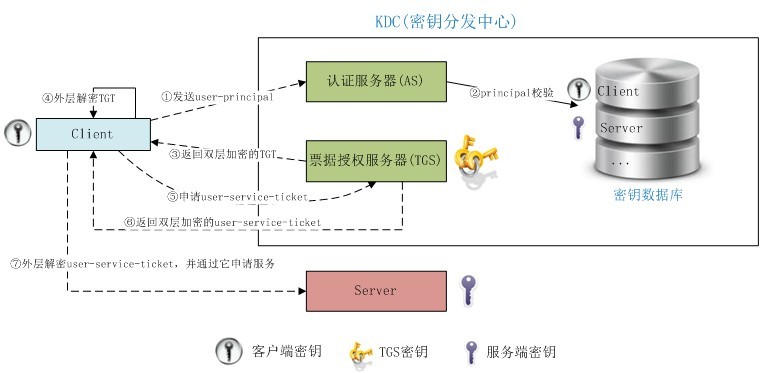 KDC(密钥分发中心)
认证服务器(AS)
④外层解密TGT
①发送user-principal
②principal校验
Client
Server
...
密钥数据库
Client
③返回双层加密的TGT
票据授权服务器(TGS)
⑤申请user-service-ticket
⑥返回双层加密的user-service-ticket
⑦外层解密user-service-ticket，并通过它申请服务
Server
客户端密钥
TGS密钥
服务端密钥